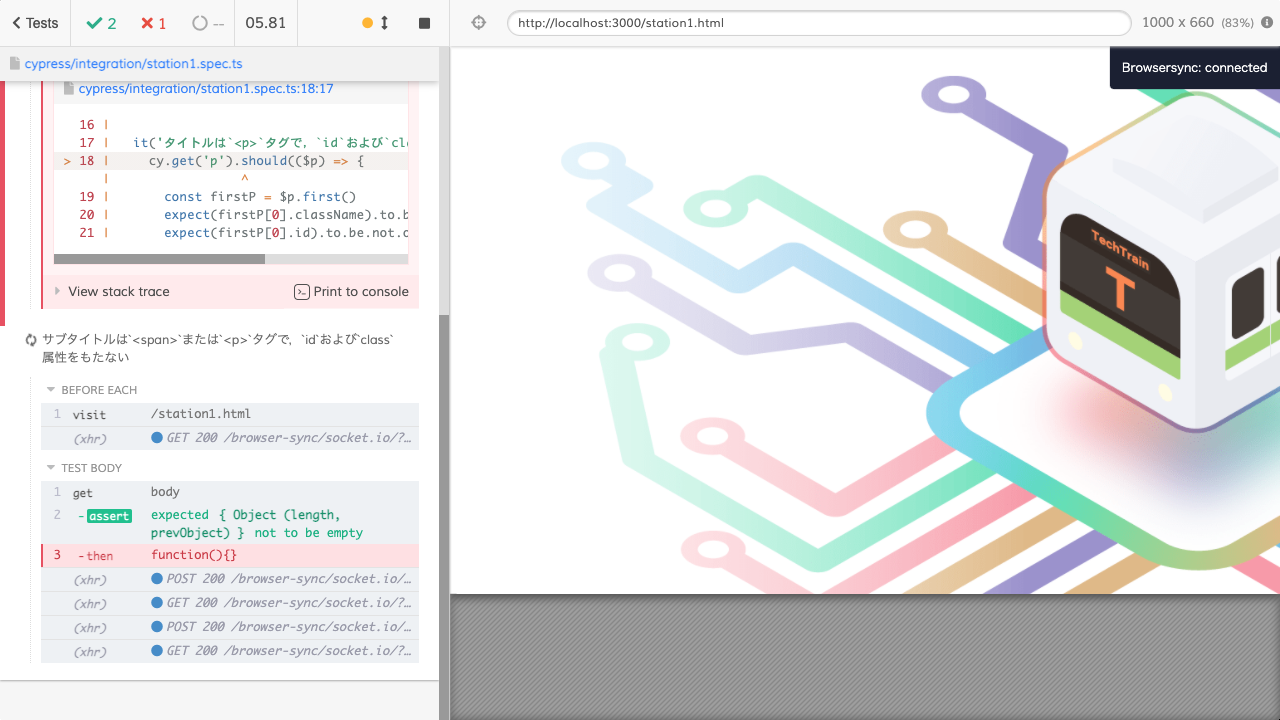 Tests
2
1
--
05.81
http://localhost:3000/station1.html
1000 x 660 (83%)
cypress/integration/station1.spec.ts
Browsersync: connected
cypress/integration/station1.spec.ts:18:17
16 |
17 | it('タイトルは`<p>`タグで，`id`および`cl
> 18 | cy.get('p').should(($p) => {
| ^
19 | const firstP = $p.first()
20 | expect(firstP[0].className).to.b
21 | expect(firstP[0].id).to.be.not.
View stack trace
Print to console
サブタイトルは`<span>`または`<p>`タグで，`id`および`class`
属性をもたない
BEFORE EACH
1 visit /station1.html
(xhr) GET 200 /browser-sync/socket.io/?…
TEST BODY
1 get body
2 -assert expected { Object (length,
prevObject) } not to be empty
3 -then function(){}
(xhr) POST 200 /browser-sync/socket.io/…
(xhr) GET 200 /browser-sync/socket.io/?…
(xhr) POST 200 /browser-sync/socket.io/…
(xhr) GET 200 /browser-sync/socket.io/?…
TechTrain
T